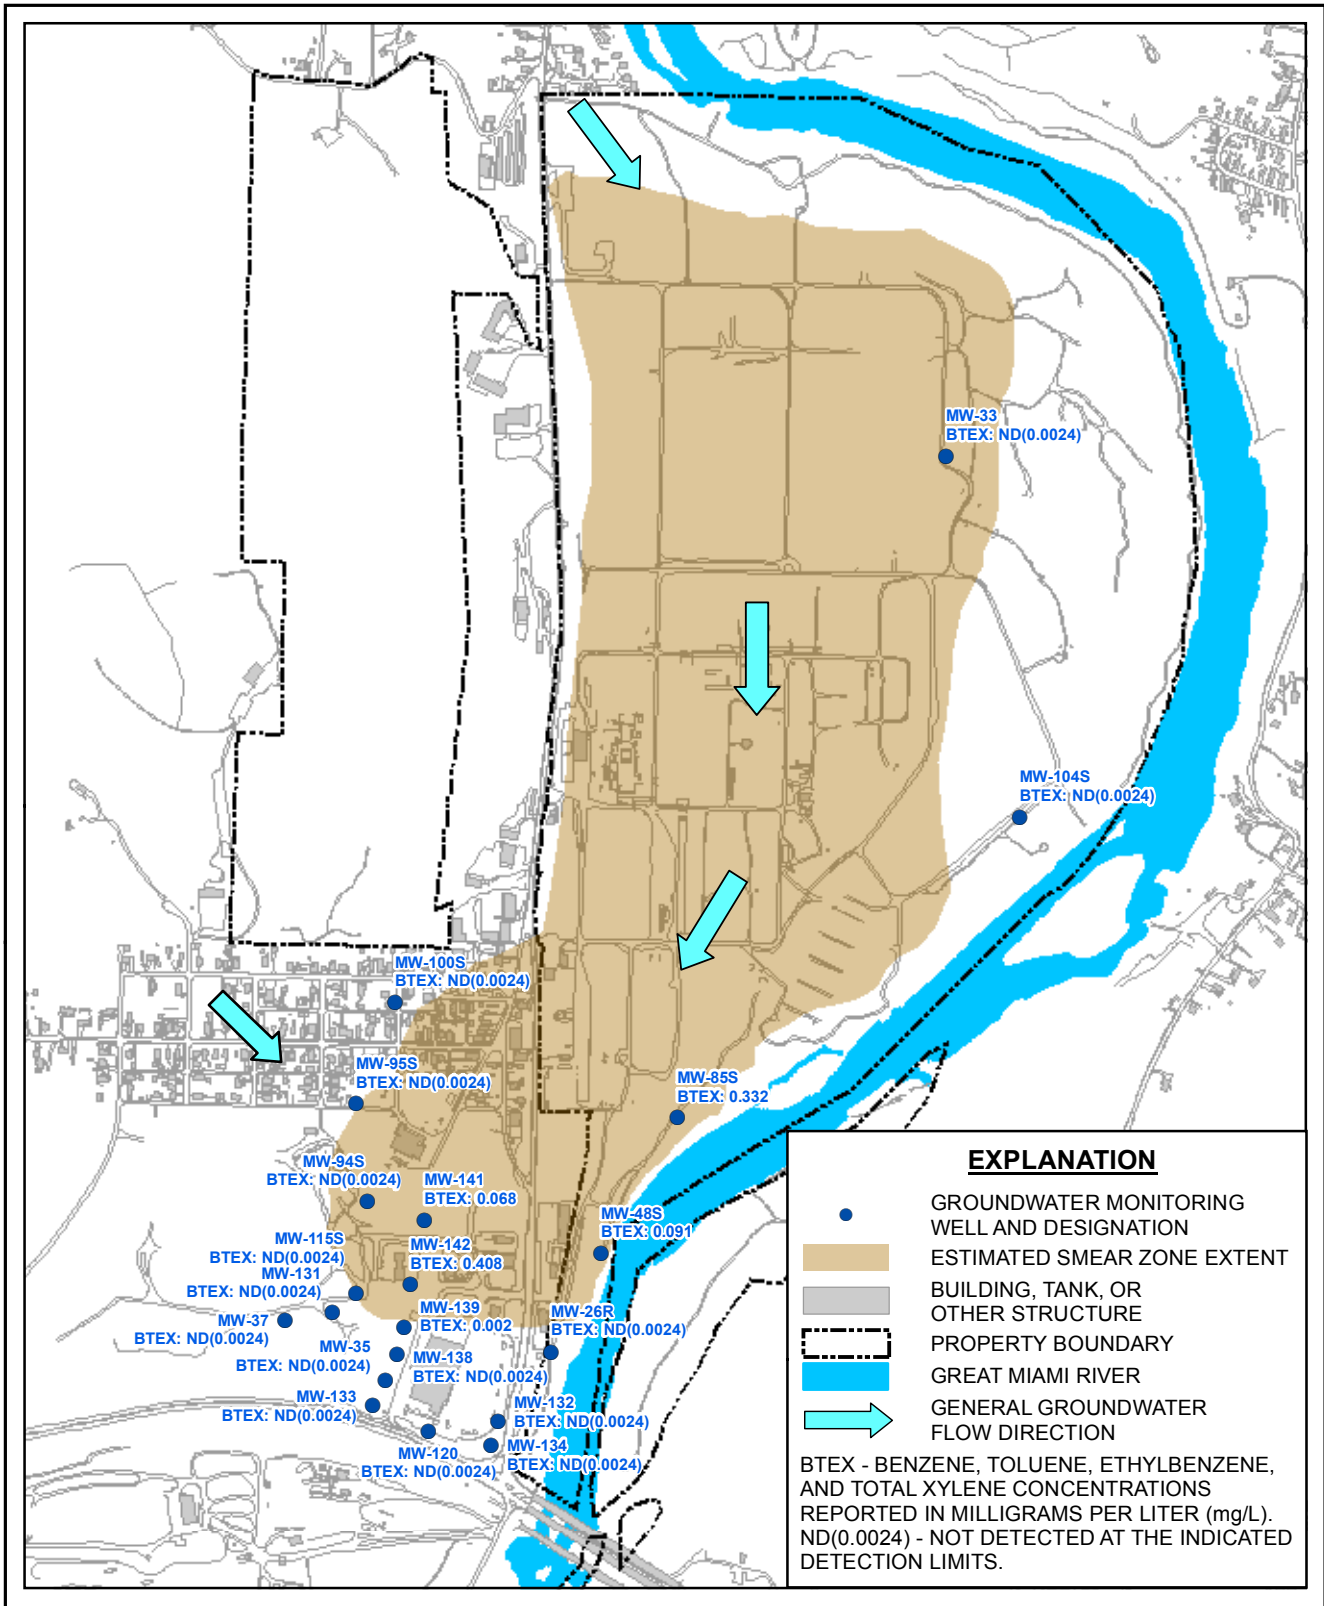 MW-33
BTEX: ND(0.0024)
MW-104S
BTEX: ND(0.0024)
MW-100S
BTEX: ND(0.0024)
MW-95S
BTEX: ND(0.0024)
MW-85S
BTEX: 0.332
MW-94S
BTEX: ND(0.0024)
MW-141
BTEX: 0.068
MW-48S
BTEX: 0.091
MW-115S
BTEX: ND(0.0024)
MW-142
BTEX: 0.408
MW-131
BTEX: ND(0.0024)
MW-139
BTEX: 0.002
MW-26R
BTEX: ND(0.0024)
MW-37
BTEX: ND(0.0024)
MW-35
BTEX: ND(0.0024)
MW-138
BTEX: ND(0.0024)
MW-133
BTEX: ND(0.0024)
MW-132
BTEX: ND(0.0024)
MW-120
BTEX: ND(0.0024)
MW-134
BTEX: ND(0.0024)
EXPLANATION
GROUNDWATER MONITORING
WELL AND DESIGNATION
ESTIMATED SMEAR ZONE EXTENT
BUILDING, TANK, OR
OTHER STRUCTURE
PROPERTY BOUNDARY
GREAT MIAMI RIVER
GENERAL GROUNDWATER
FLOW DIRECTION
BTEX - BENZENE, TOLUENE, ETHYLBENZENE,
AND TOTAL XYLENE CONCENTRATIONS
REPORTED IN MILLIGRAMS PER LITER (mg/L).
ND(0.0024) - NOT DETECTED AT THE INDICATED
DETECTION LIMITS.